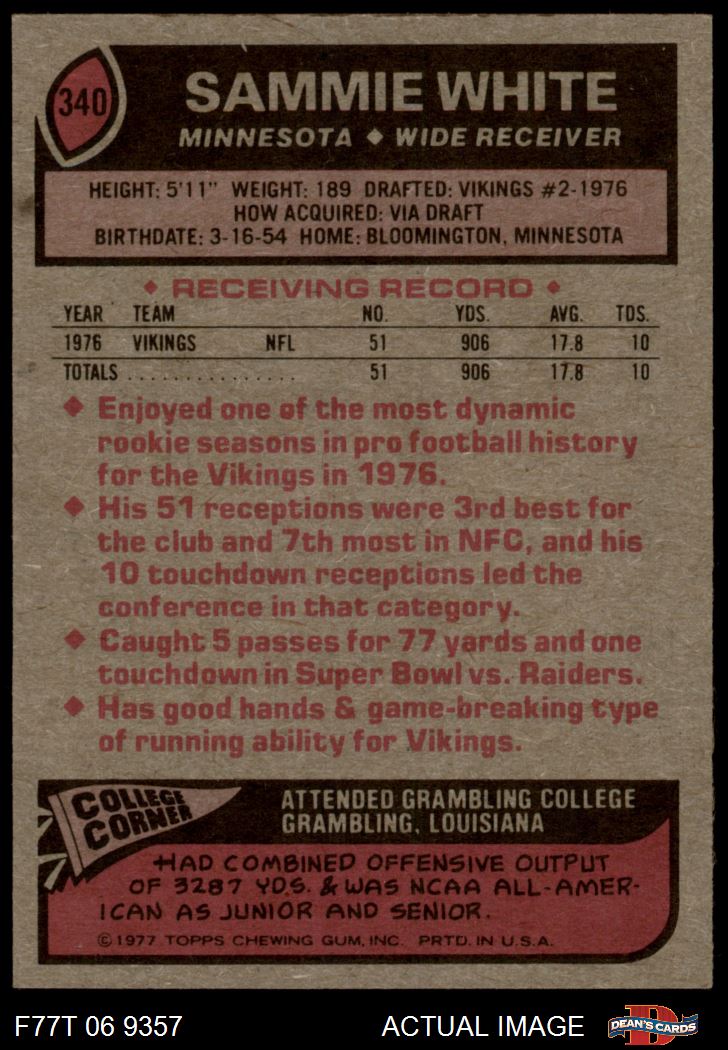 340
SAMMIE WHITE
MINNESOTA ◆ WIDE RECEIVER
HEIGHT: 5'11" WEIGHT: 189 DRAFTED: VIKINGS #2-1976
HOW ACQUIRED: VIA DRAFT
BIRTHDATE: 3-16-54 HOME: BLOOMINGTON, MINNESOTA
◆ RECEIVING RECORD ◆
YEAR TEAM NO. YDS. AVG. TDS.
1976 VIKINGS NFL 51 906 17.8 10
TOTALS . . . . . . . . . . . . . . . 51 906 17.8 10
◆ Enjoyed one of the most dynamic
rookie seasons in pro football history
for the Vikings in 1976.
◆ His 51 receptions were 3rd best for
the club and 7th most in NFC, and his
10 touchdown receptions led the
conference in that category.
◆ Caught 5 passes for 77 yards and one
touchdown in Super Bowl vs. Raiders.
◆ Has good hands & game-breaking type
of running ability for Vikings.
COLLEGE
CORNER
ATTENDED GRAMBLING COLLEGE
GRAMBLING, LOUISIANA
HAD COMBINED OFFENSIVE OUTPUT
OF 3287 YDS. & WAS NCAA ALL-AMER-
ICAN AS JUNIOR AND SENIOR.
© 1977 TOPPS CHEWING GUM, INC. PRTD. IN U.S.A.
F77T 06 9357 ACTUAL IMAGE
D
DEAN'S CARDS